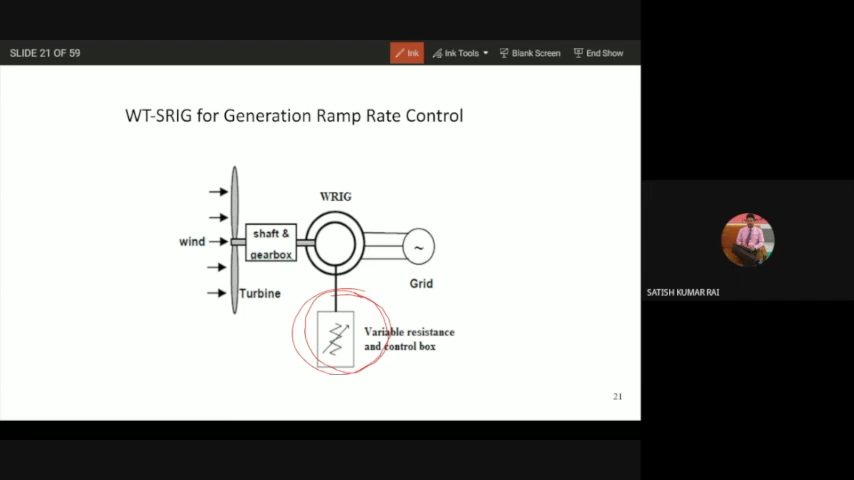 SLIDE 21 OF 59
Ink
Ink Tools
Blank Screen
End Show
WT-SRIG for Generation Ramp Rate Control
WRIG
shaft &
gearbox
wind
~
Grid
Turbine
Variable resistance
and control box
21
SATISH KUMAR RAI